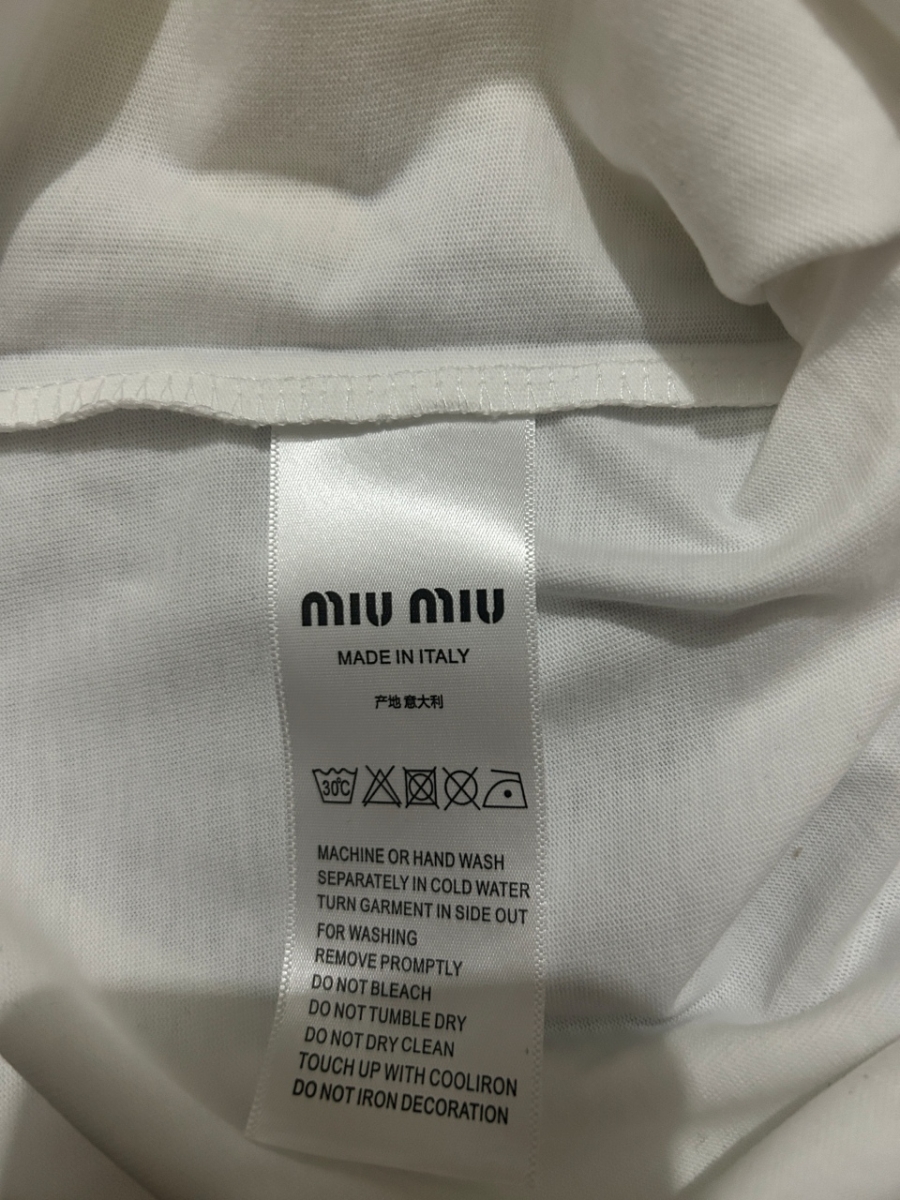 MIU MIU
MADE IN ITALY
产地 意大利
30°C
MACHINE OR HAND WASH
SEPARATELY IN COLD WATER
TURN GARMENT IN SIDE OUT
FOR WASHING
REMOVE PROMPTLY
DO NOT BLEACH
DO NOT TUMBLE DRY
DO NOT DRY CLEAN
TOUCH UP WITH COOLIRON
DO NOT IRON DECORATION